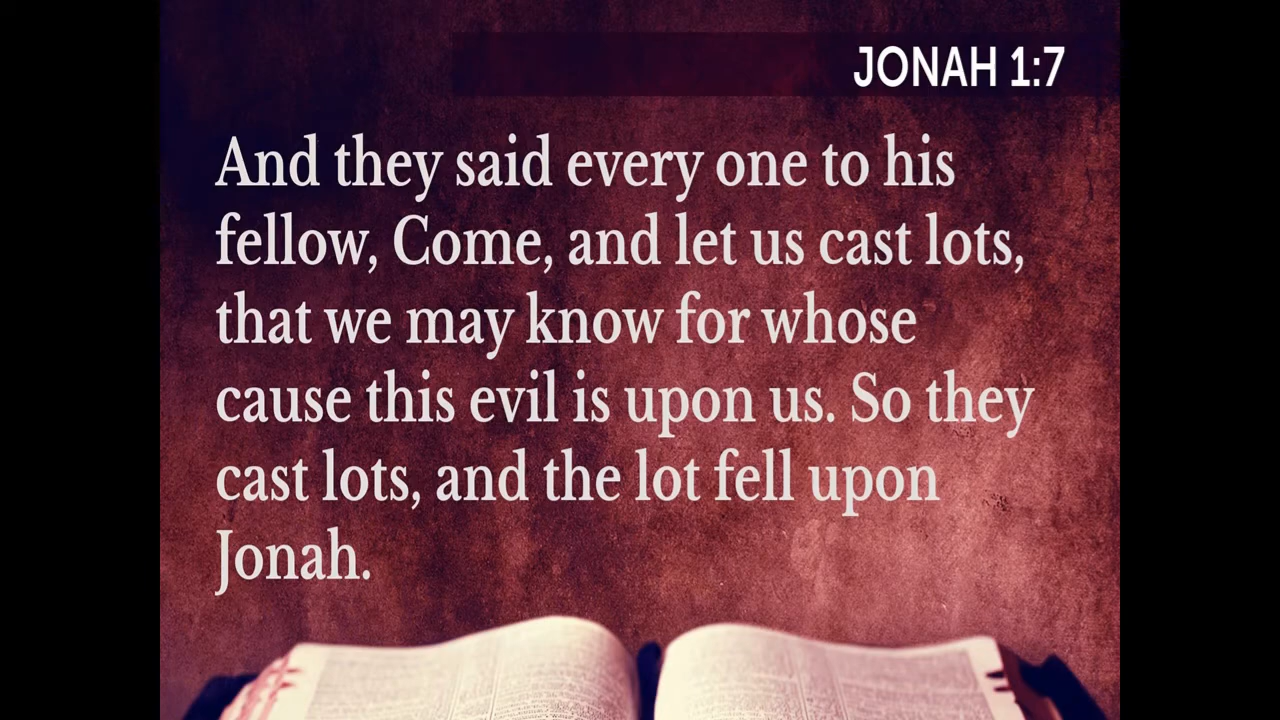 JONAH 1:7
And they said every one to his
fellow, Come, and let us cast lots,
that we may know for whose
cause this evil is upon us. So they
cast lots, and the lot fell upon
Jonah.